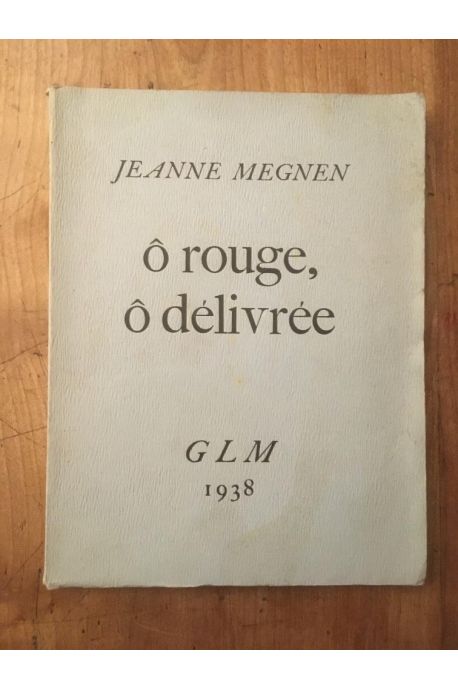 JEANNE MEGNEN
ô rouge,
ô délivrée
GLM
1938